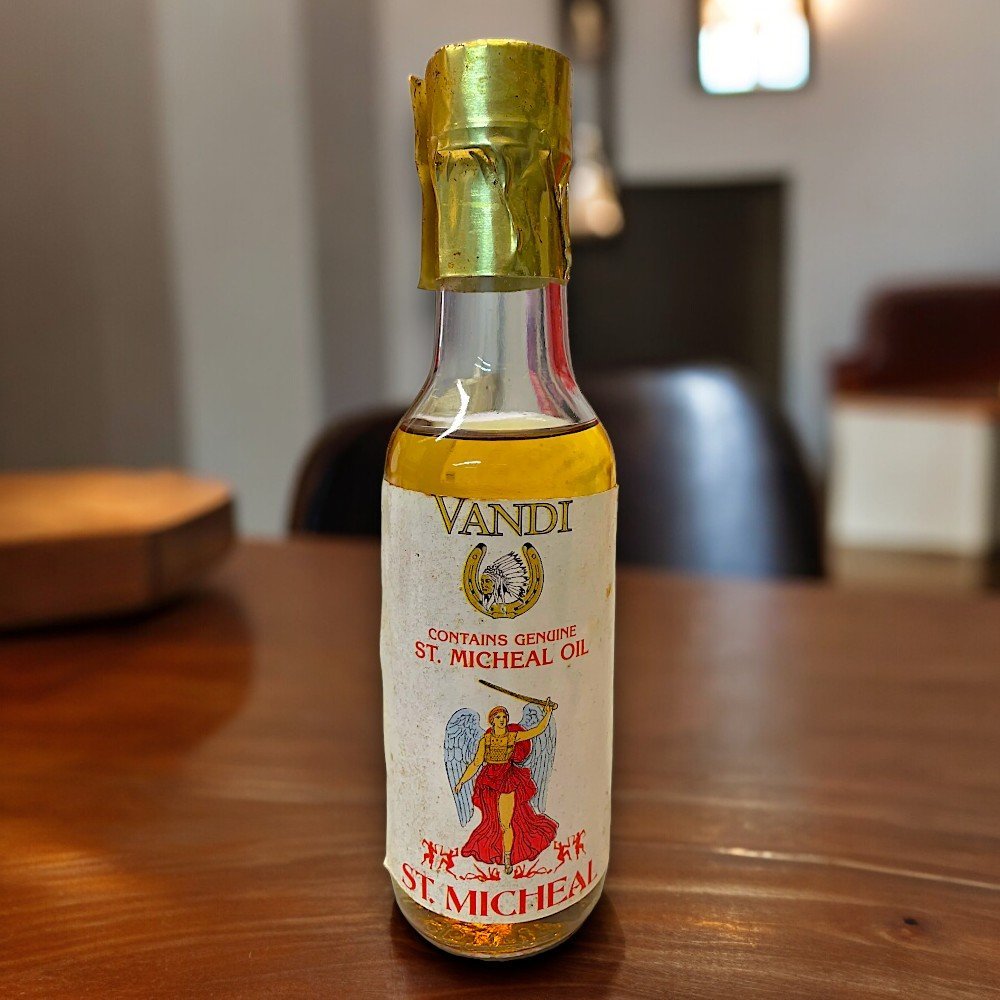 VANDI
CONTAINS GENUINE
ST. MICHEAL OIL
ST. MICHEAL